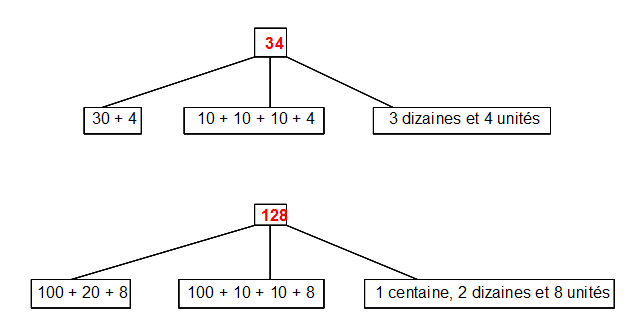 34
30 + 4
10 + 10 + 10 + 4
3 dizaines et 4 unités
128
100 + 20 + 8
100 + 10 + 10 + 8
1 centaine, 2 dizaines et 8 unités